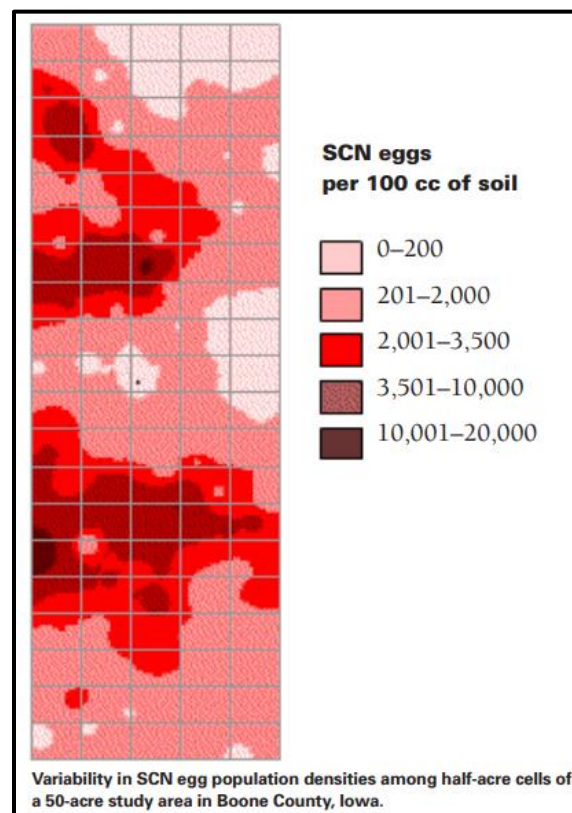 SCN eggs
per 100 cc of soil
0–200
201–2,000
2,001–3,500
3,501–10,000
10,001–20,000
Variability in SCN egg population densities among half-acre cells of
a 50-acre study area in Boone County, Iowa.